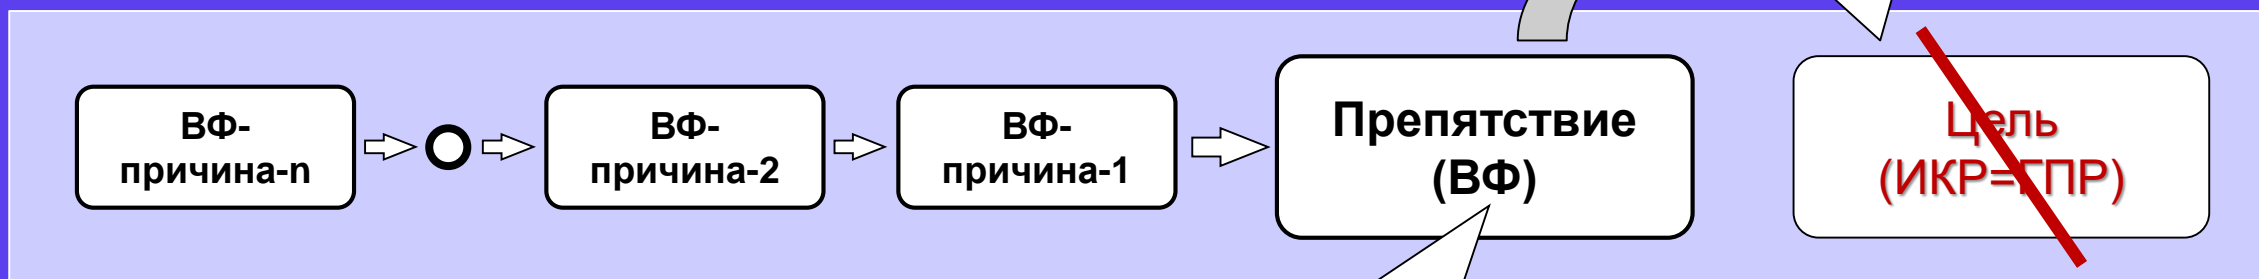 ВФ-
причина-n
ВФ-
причина-2
ВФ-
причина-1
Препятствие
(ВФ)
Цель
(ИКР=ГПР)